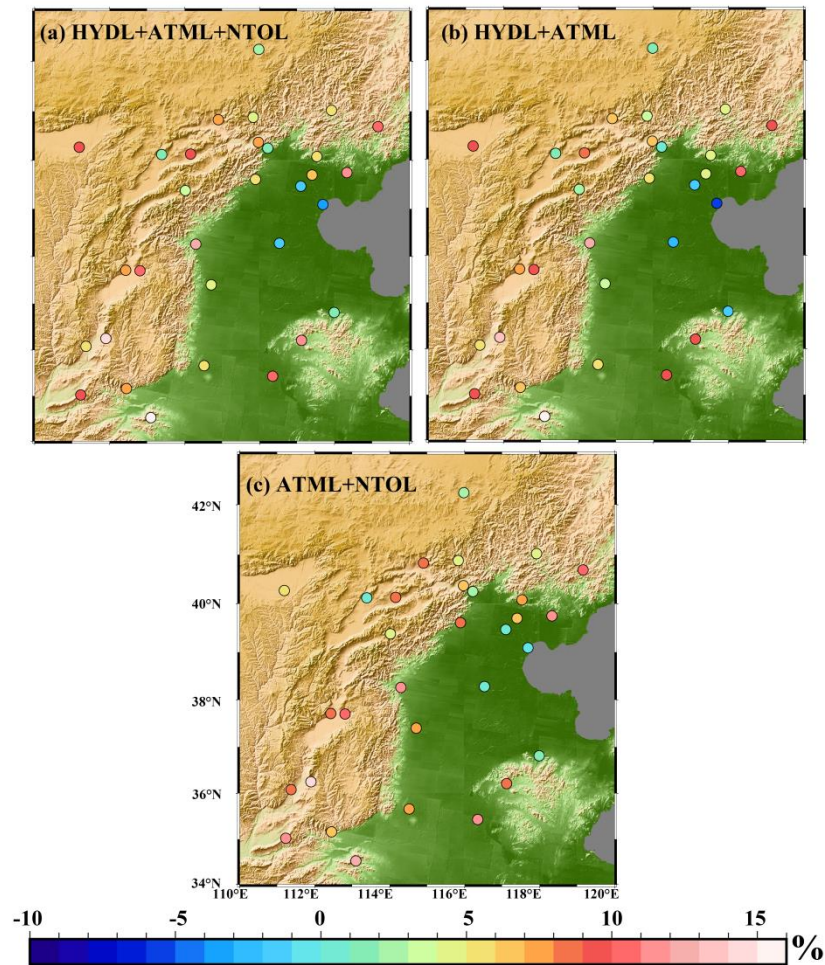 (a) HYDL+ATML+NTOL
(b) HYDL+ATML
(c) ATML+NTOL
42°N
40°N
38°N
36°N
34°N
110°E 112°E 114°E 116°E 118°E 120°E
-10 -5 0 5 10 15
%